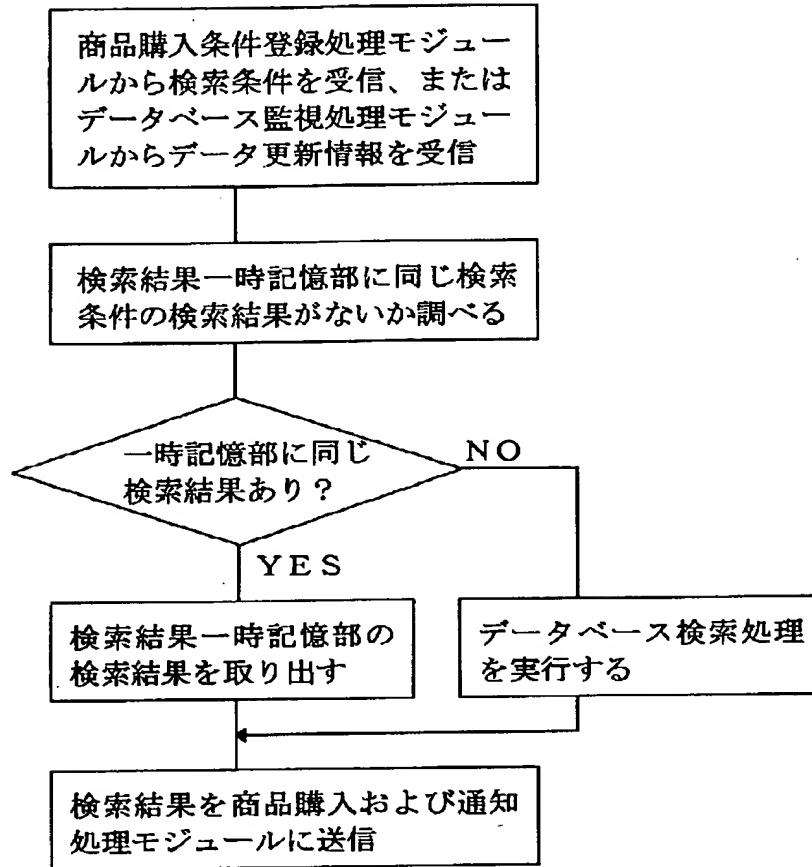 商品購入条件登録処理モジュー
ルから検索条件を受信、または
データベース監視処理モジュー
ルからデータ更新情報を受信
検索結果一時記憶部に同じ検索
条件の検索結果がないか調べる
一時記憶部に同じ
検索結果あり?
NO
YES
検索結果一時記憶部の
検索結果を取り出す
データベース検索処理
を実行する
検索結果を商品購入および通知
処理モジュールに送信